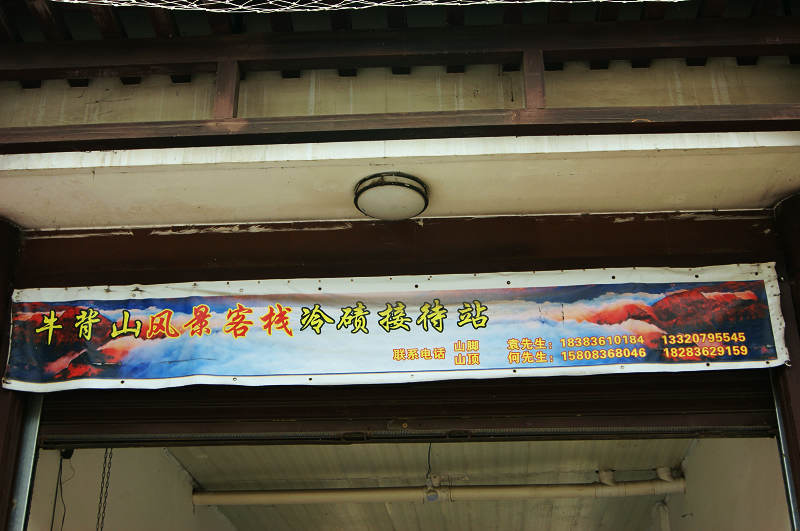 牛背山风景客栈冷碛接待站
联系电话 山脚 袁先生：18383610184 13320795545
山顶 何先生：15808368046 18283629159